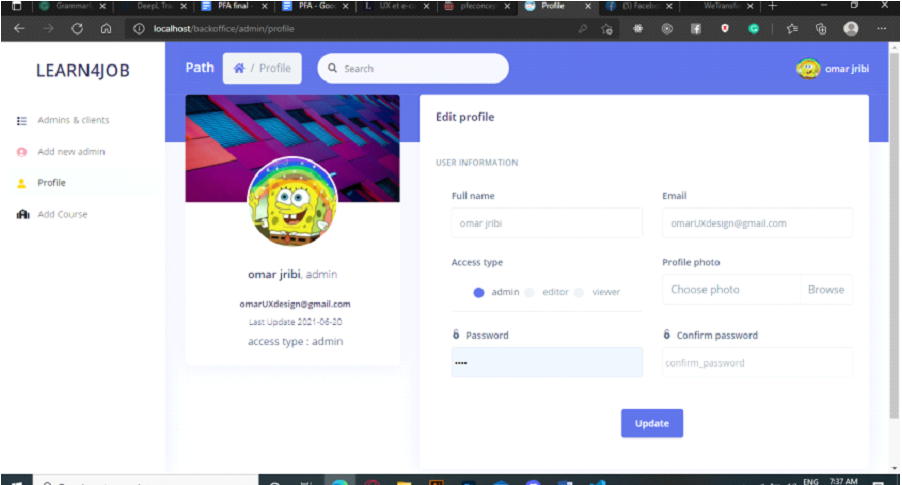 Grammarl
DeepL Tra
PFA final -
PFA - Goo
UX et e-co
pfeconcep
Profile
(3) Facebo
WeTransfe
localhost/backoffice/admin/profile
LEARN4JOB
Path
/ Profile
Search
omar jribi
Admins & clients
Add new admin
Profile
Add Course
omar jribi, admin
omarUXdesign@gmail.com
Last Update 2021-06-20
access type : admin
Edit profile
USER INFORMATION
Full name
Email
omar jribi
omarUXdesign@gmail.com
Access type
Profile photo
admin editor viewer
Choose photo
Browse
Password
Confirm password
confirm_password
Update
ENG 7:37 AM